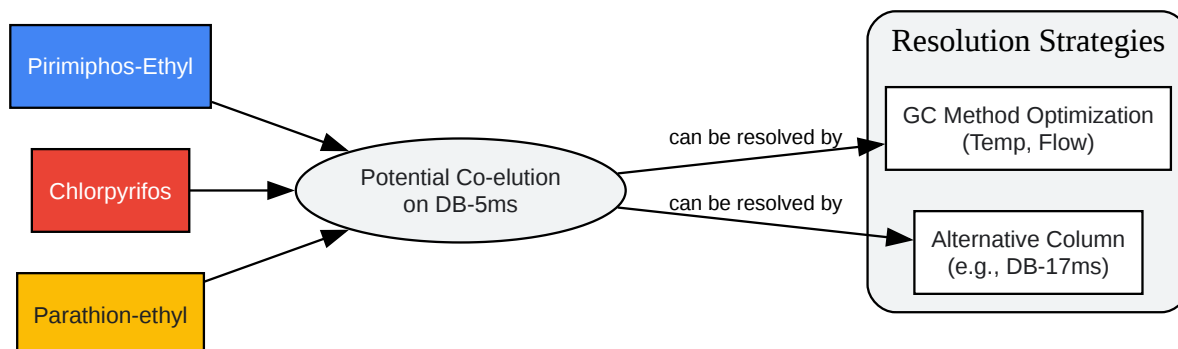 Resolution Strategies
Pirimiphos-Ethyl
Chlorpyrifos
Parathion-ethyl
Potential Co-elution
on DB-5ms
can be resolved by
can be resolved by
GC Method Optimization
(Temp, Flow)
Alternative Column
(e.g., DB-17ms)